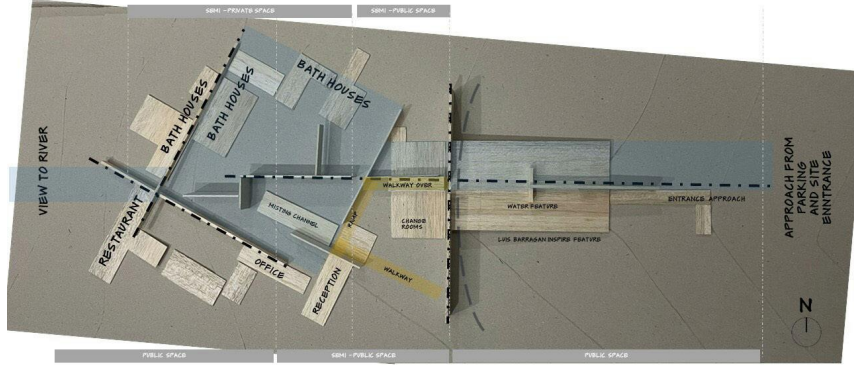 SEMI -PRIVATE SPACE
SEMI -PUBLIC SPACE
BATH HOUSES
BATH HOUSES
BATH HOUSES
VIEW TO RIVER
RESTAURANT
WALKWAY OVER
MISTING CHANNEL
RAMP
CHANGE
ROOMS
WATER FEATURE
LUIS BARRAGAN INSPIRE FEATURE
ENTRANCE APPROACH
APPROACH FROM
PARKING
AND SITE
ENNTRANCE
OFFICE
RECEPTION
WALKWAY
N
PUBLIC SPACE
SEMI -PUBLIC SPACE
PUBLIC SPACE